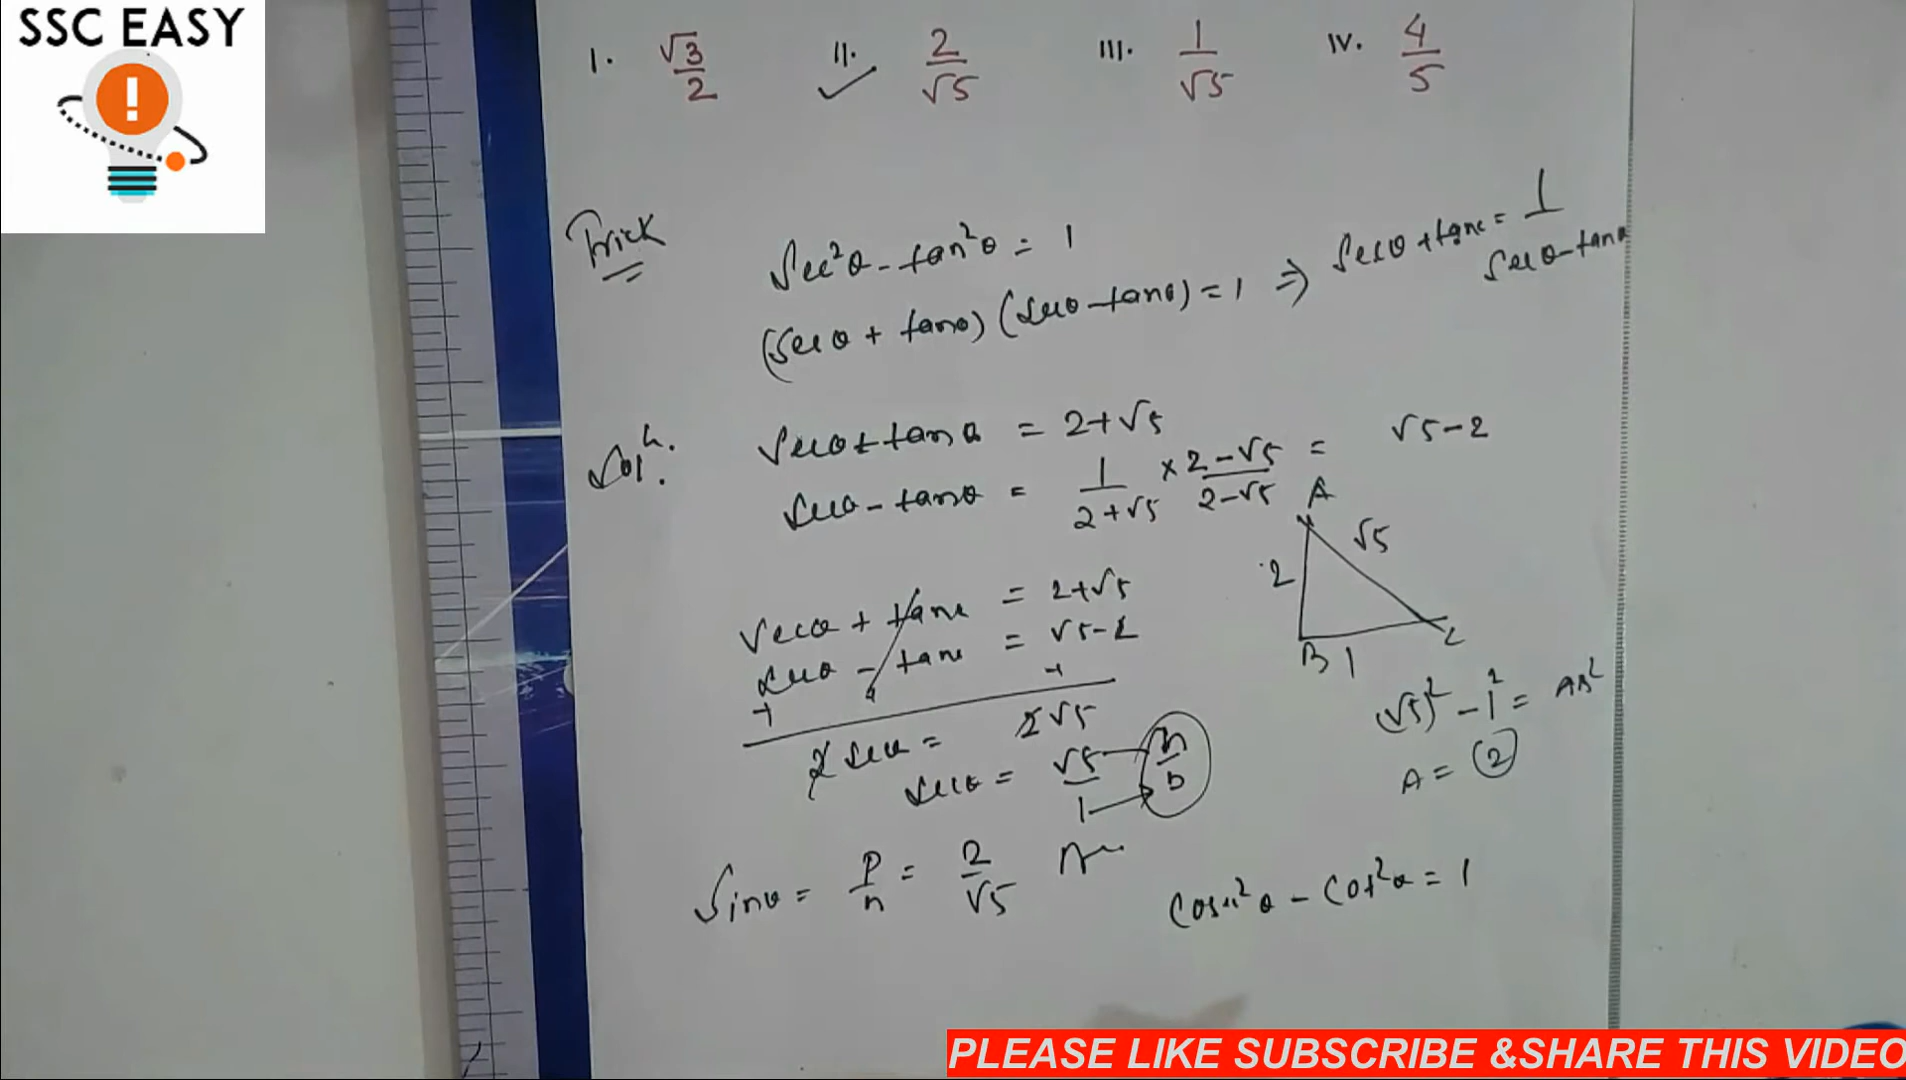 SSC EASY
!
I. √3/2 II. 2/√5 III. 1/√5 IV. 4/5
Trick
Sec²θ - tan²θ = 1
(Secθ + tanθ) (Secθ - tanθ) = 1 ⇒ Secθ + tanθ = 1/Secθ - tanθ
Solⁿ.
Secθ + tanθ = 2+√5
Secθ - tanθ = 1/2+√5 × 2-√5/2-√5 = √5-2
A
√5
2
B 1 C
Secθ + tanθ = 2+√5
Secθ - tanθ = √5-2
+ +
2 Secθ = 2√5
Secθ = √5/1 h/b
(√5)² - 1² = AB²
A = 2
Sinθ = P/h = 2/√5
Cosec²θ - Cot²θ = 1
PLEASE LIKE SUBSCRIBE &SHARE THIS VIDEO